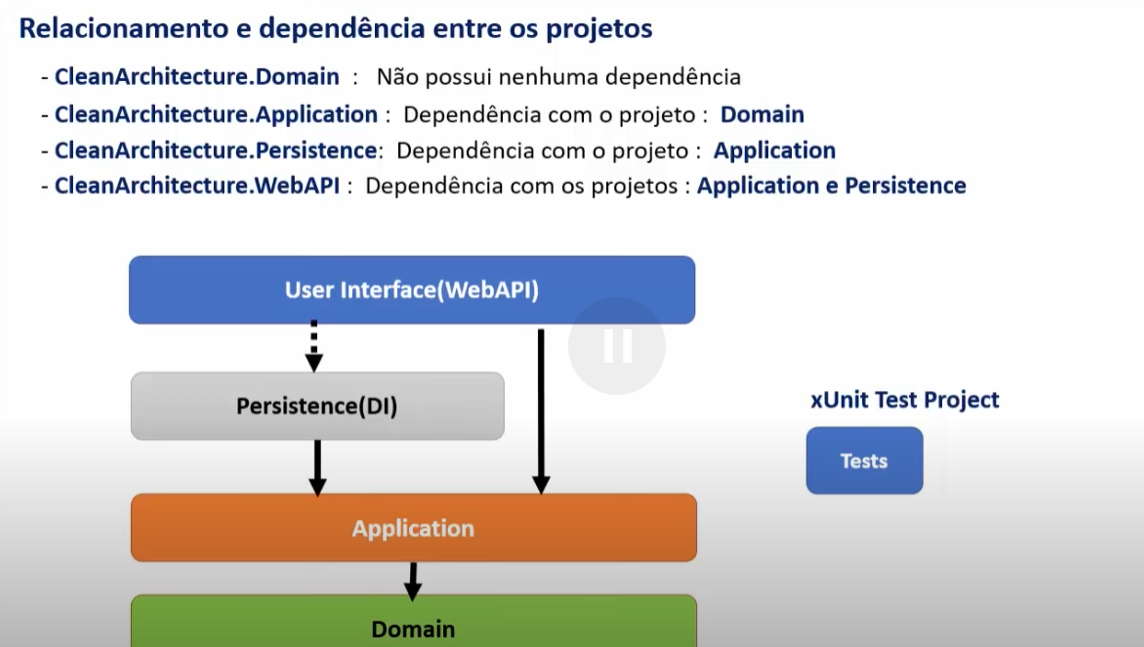 Relacionamento e dependência entre os projetos
- CleanArchitecture.Domain : Não possui nenhuma dependência
- CleanArchitecture.Application : Dependência com o projeto : Domain
- CleanArchitecture.Persistence: Dependência com o projeto : Application
- CleanArchitecture.WebAPI : Dependência com os projetos : Application e Persistence
User Interface(WebAPI)
Persistence(DI)
xUnit Test Project
Tests
Application
Domain